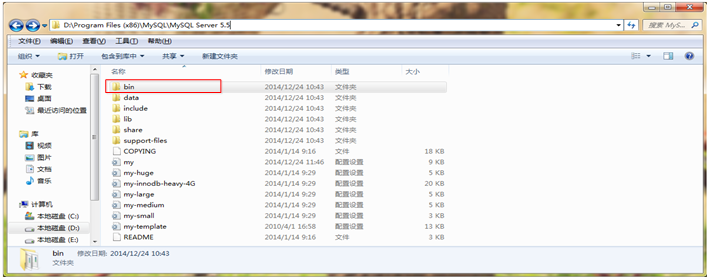 D:\Program Files (x86)\MySQL\MySQL Server 5.5
搜索 MyS...
文件(F) 编辑(E) 查看(V) 工具(T) 帮助(H)
组织 打开 包含到库中 共享 新建文件夹
名称 修改日期 类型 大小
收藏夹
下载
桌面
最近访问的位置
库
视频
图片
文档
音乐
计算机
本地磁盘 (C:)
本地磁盘 (D:)
本地磁盘 (E:)
bin 2014/12/24 10:43 文件夹
data 2014/12/24 10:43 文件夹
include 2014/12/24 10:43 文件夹
lib 2014/12/24 10:43 文件夹
share 2014/12/24 10:43 文件夹
support-files 2014/12/24 10:43 文件夹
COPYING 2014/1/14 9:16 文件 18 KB
my 2014/12/24 11:46 配置设置 9 KB
my-huge 2014/1/14 9:29 配置设置 5 KB
my-innodb-heavy-4G 2014/1/14 9:29 配置设置 20 KB
my-large 2014/1/14 9:29 配置设置 5 KB
my-medium 2014/1/14 9:29 配置设置 5 KB
my-small 2014/1/14 9:29 配置设置 3 KB
my-template 2010/4/1 16:58 配置设置 13 KB
README 2014/1/14 9:16 文件 3 KB
bin 修改日期: 2014/12/24 10:43
文件夹